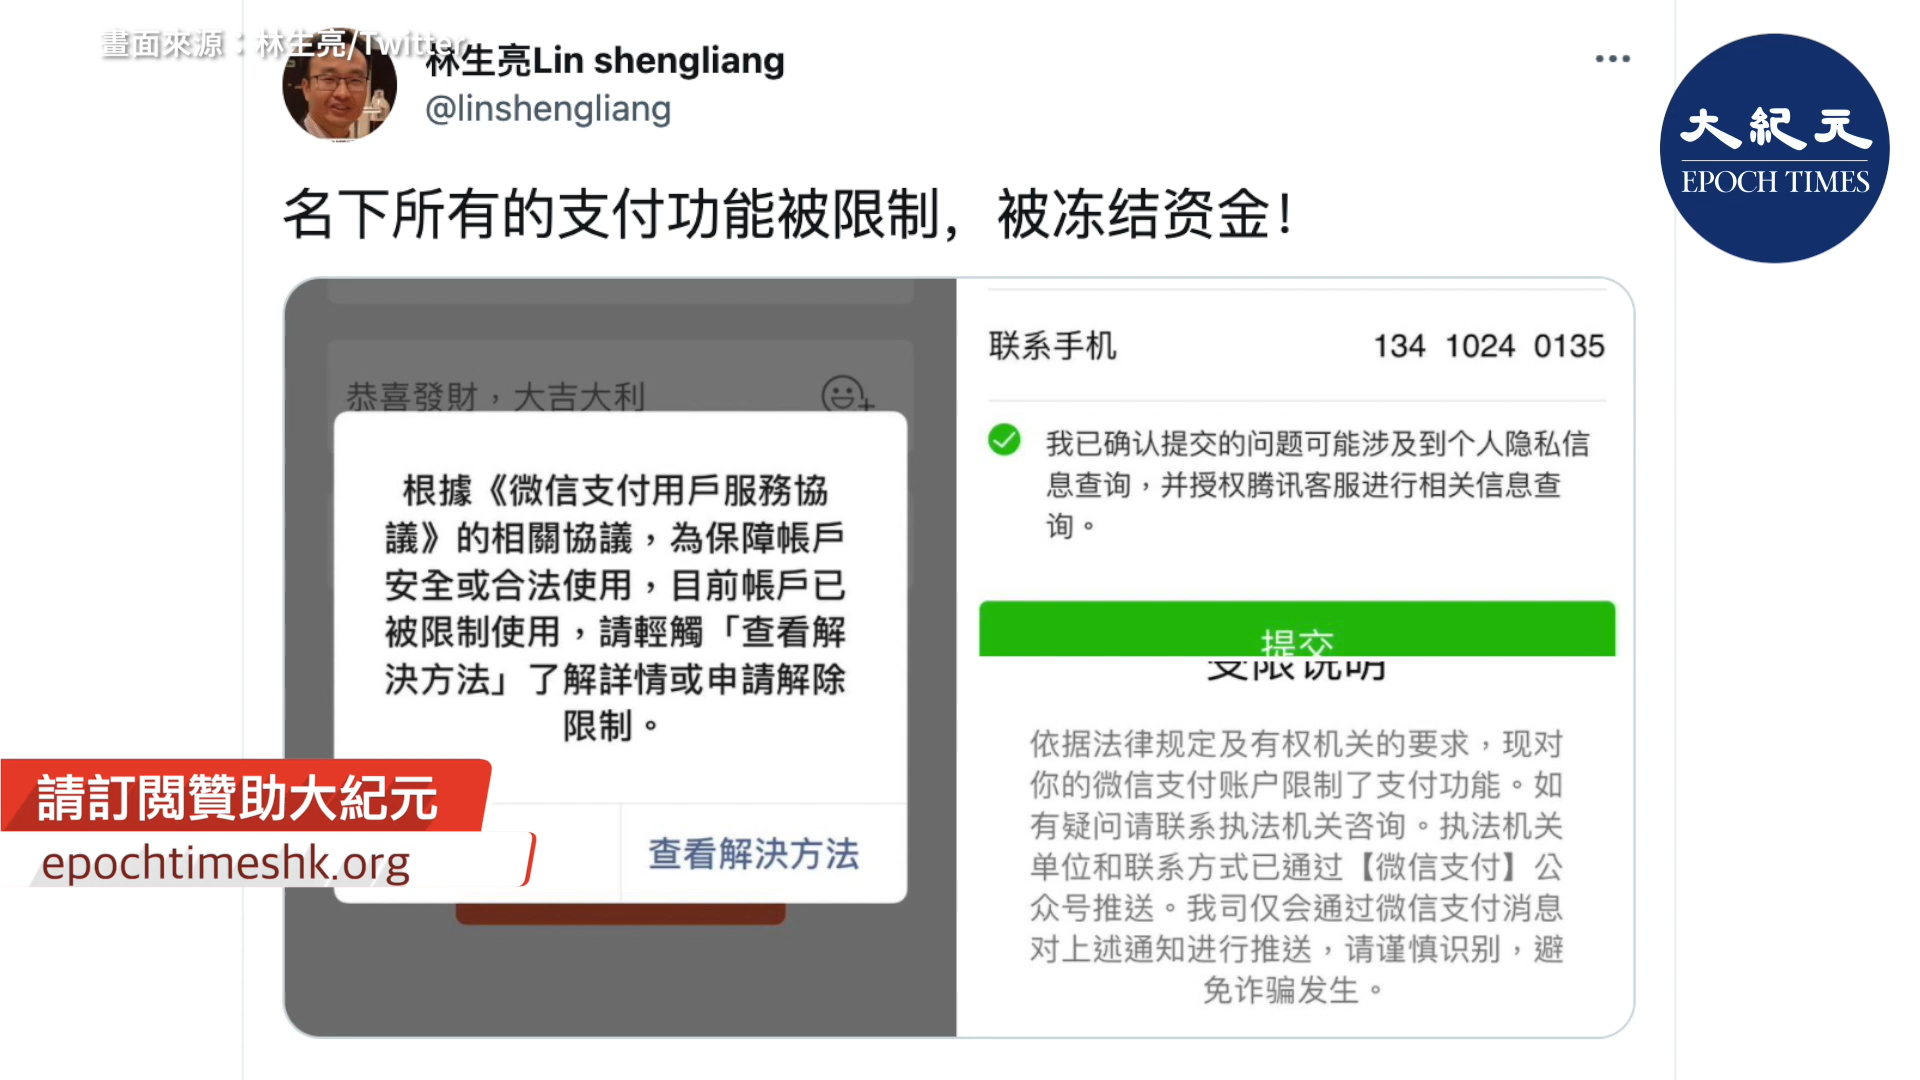 畫面來源：林生亮/Twitter
林生亮Lin shengliang
@linshengliang
大紀元
EPOCH TIMES
名下所有的支付功能被限制，被冻结资金！
恭喜發財，大吉大利
根據《微信支付用戶服務協
議》的相關協議，為保障帳戶
安全或合法使用，目前帳戶已
被限制使用，請輕觸「查看解
決方法」了解詳情或申請解除
限制。
查看解決方法
联系手机 134 1024 0135
我已确认提交的问题可能涉及到个人隐私信
息查询，并授权腾讯客服进行相关信息查
询。
提交
受限说明
依据法律规定及有权机关的要求，现对
你的微信支付账户限制了支付功能。如
有疑问请联系执法机关咨询。执法机关
单位和联系方式已通过【微信支付】公
众号推送。我司仅会通过微信支付消息
对上述通知进行推送，请谨慎识别，避
免诈骗发生。
請訂閱贊助大紀元
epochtimeshk.org